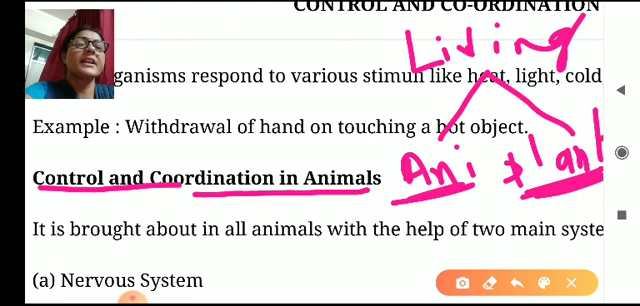 CONTROL AND CO-ORDINATION
Living
ganisms respond to various stimuli like heat, light, cold
Example : Withdrawal of hand on touching a hot object.
Control and Coordination in Animals
Ani
plant
It is brought about in all animals with the help of two main syste
(a) Nervous System